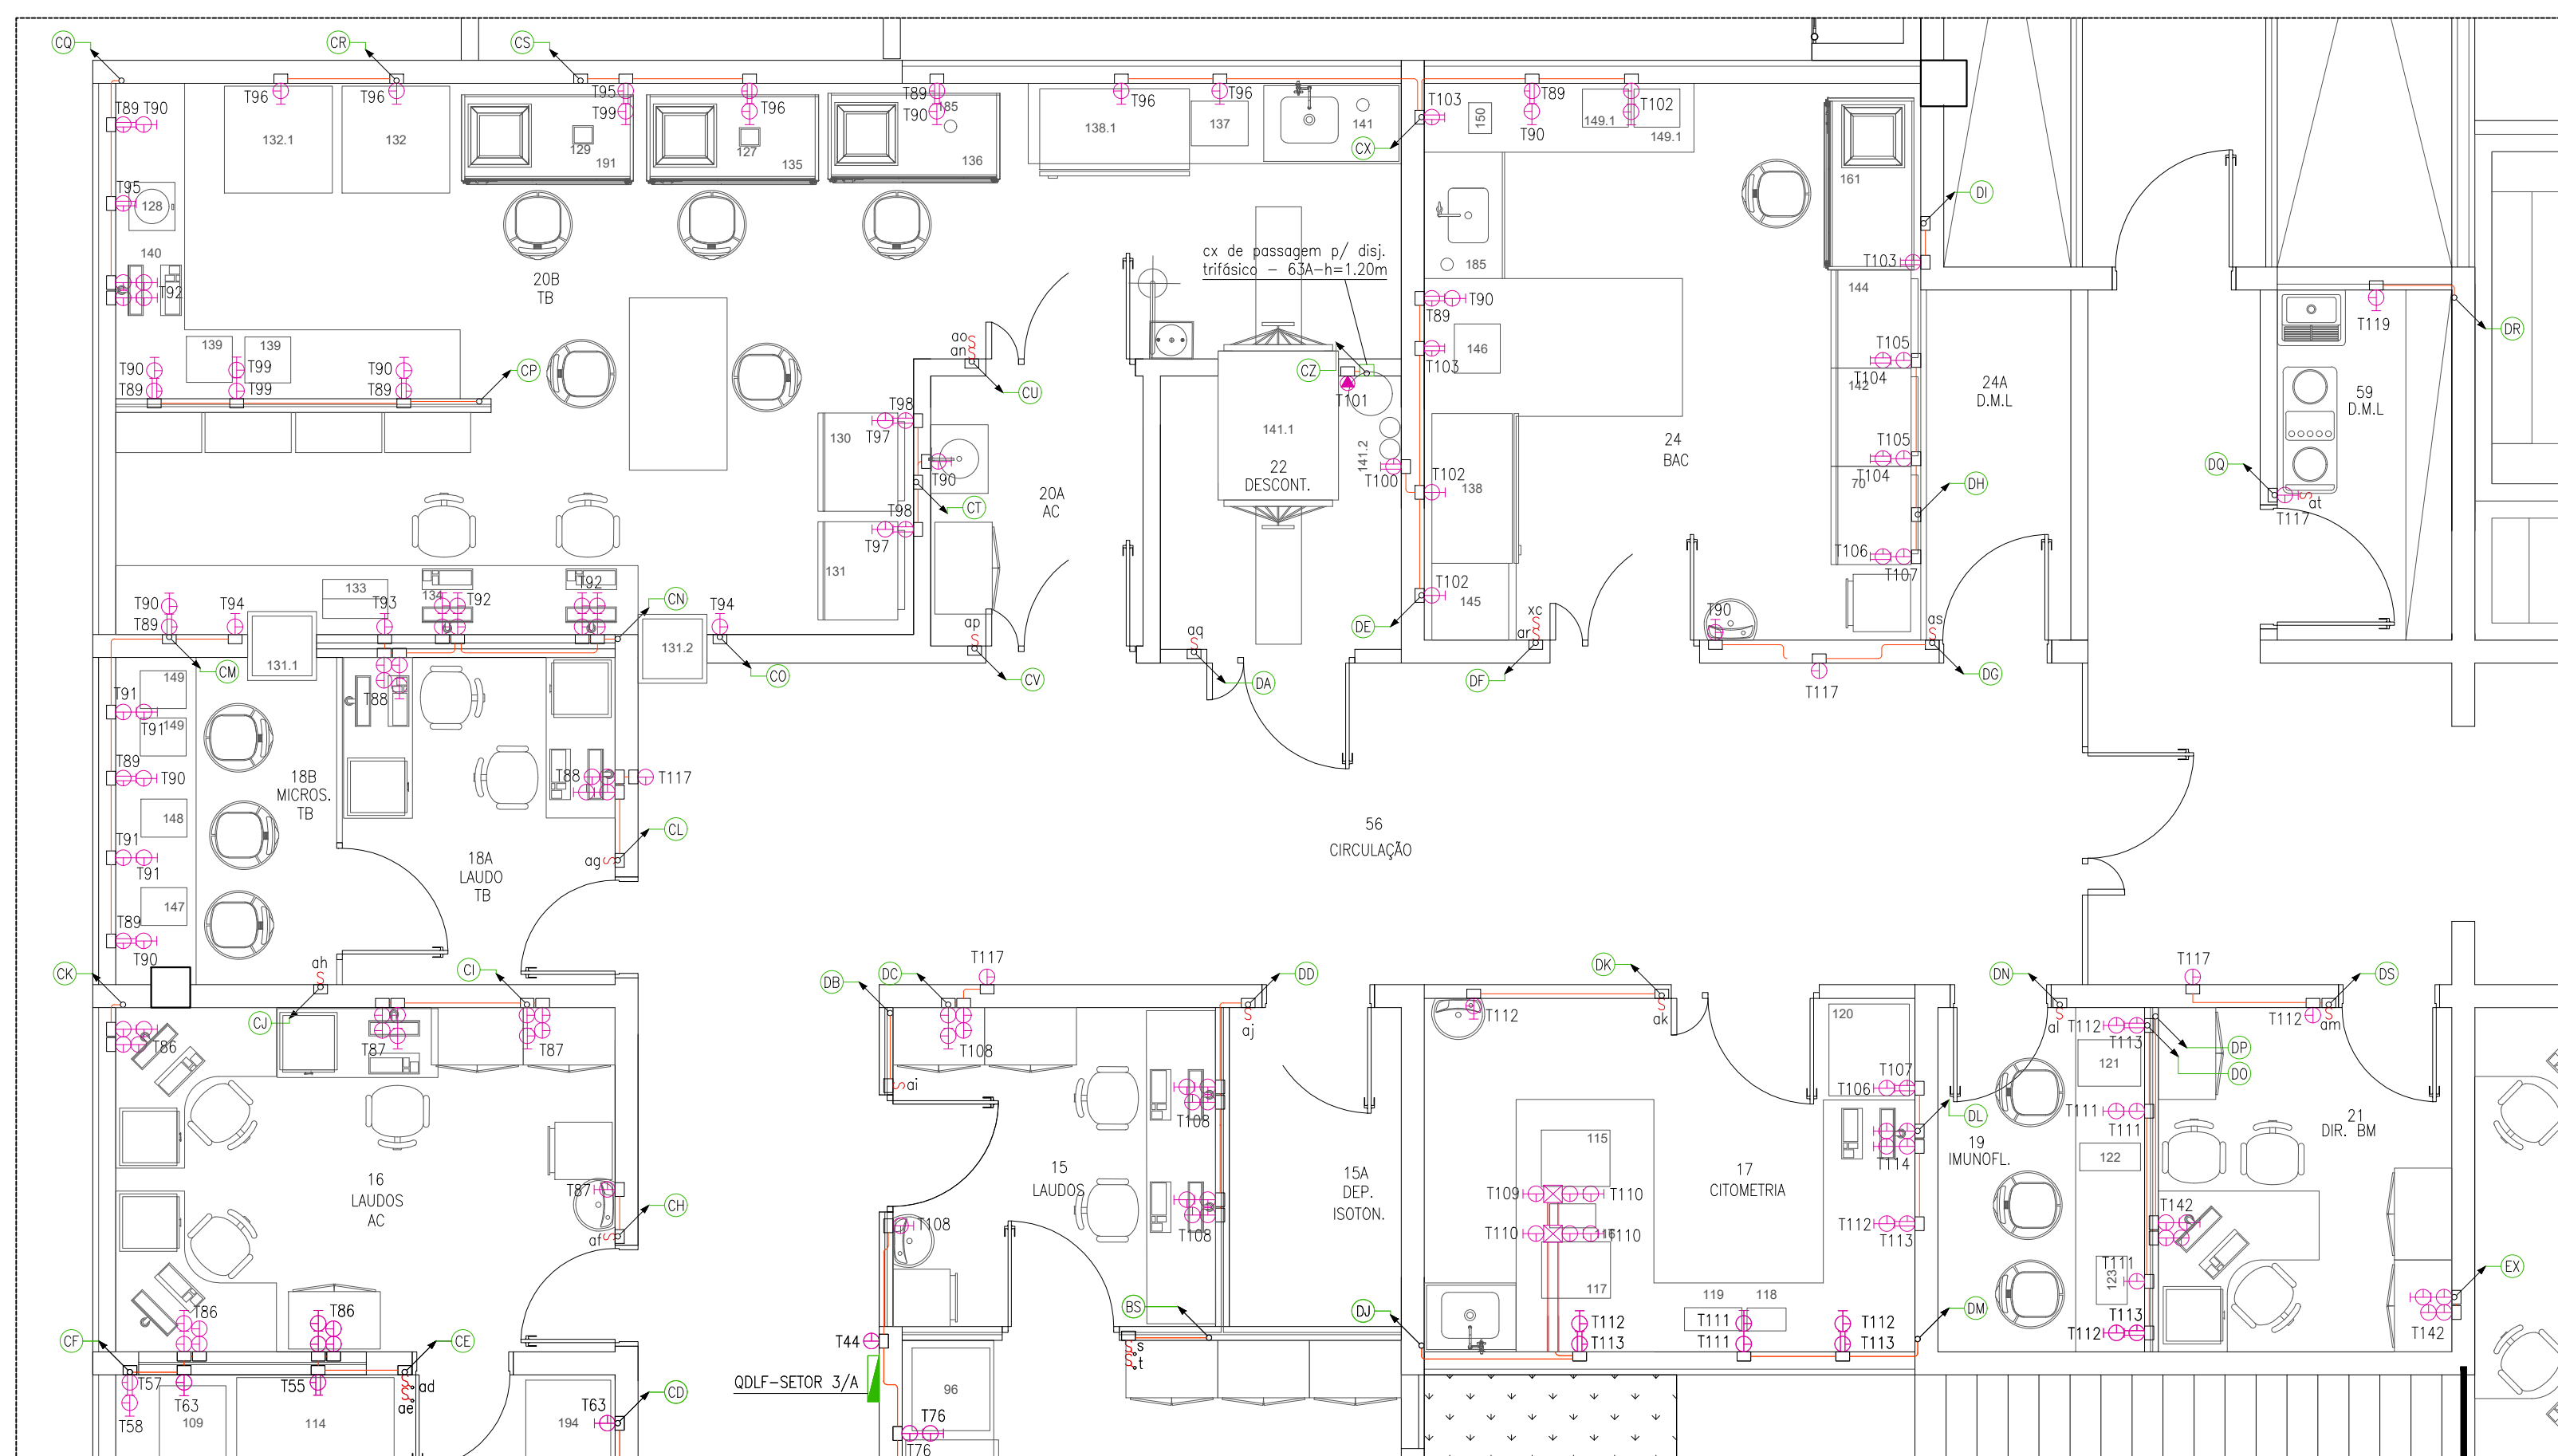 CQ
CR
CS
T89 T90
T96
T96
T95
T99
T96
T89
T90
185
T96
T96
T103
T89
T90
T102
132.1
132
129
191
127
135
136
138.1
137
141
CX
150
149.1
149.1
161
DI
T95
128
140
T92
20B
TB
cx de passagem p/ disj.
trifásico - 63A-h=1.20m
185
T103
144
T90
T89
T119
DR
139
139
T90
T89
T99
T99
T90
T89
CP
ao
an
CU
CZ
T101
146
T103
T105
T104
142
24A
D.M.L
59
D.M.L
T98
T97
130
T90
CT
20A
AC
141.1
22
DESCONT.
141.2
T100
T102
138
24
BAC
T105
T104
70
DH
DQ
at
T117
T98
T97
131
T106
T107
133
134
T92
T90
T89
T94
T93
T92
CN
T94
ap
aq
DE
T102
145
xc
ar
T90
as
CM
131.1
131.2
CO
CV
DA
DF
T117
DG
149
T91
T91
149
T88
T89
T90
18B
MICROS.
TB
T88
T117
148
T91
T91
18A
LAUDO
TB
ag
CL
56
CIRCULAÇÃO
147
T89
T90
CK
ah
CI
CJ
DB
DC
T117
DD
DK
DN
T117
DS
T86
T87
T87
T108
aj
T112
ak
al
T112
am
120
T112
T113
DP
DO
121
ai
T108
T107
T106
DL
T111
T111
21
DIR. BM
16
LAUDOS
AC
T87
af
CH
15
LAUDOS
15A
DEP.
ISOTON.
115
17
CITOMETRIA
T114
19
IMUNOFL.
122
T109
T110
T110
T110
T108
T108
T112
T113
T142
117
119
118
T111
123
EX
T86
T86
CF
CE
T44
BS
s
t
DJ
T112
T113
T111
T111
T112
T113
DM
T113
T112
T142
T57
T58
T63
T55
ad
ae
109
114
194
T63
CD
QDLF-SETOR 3/A
96
T76
T76